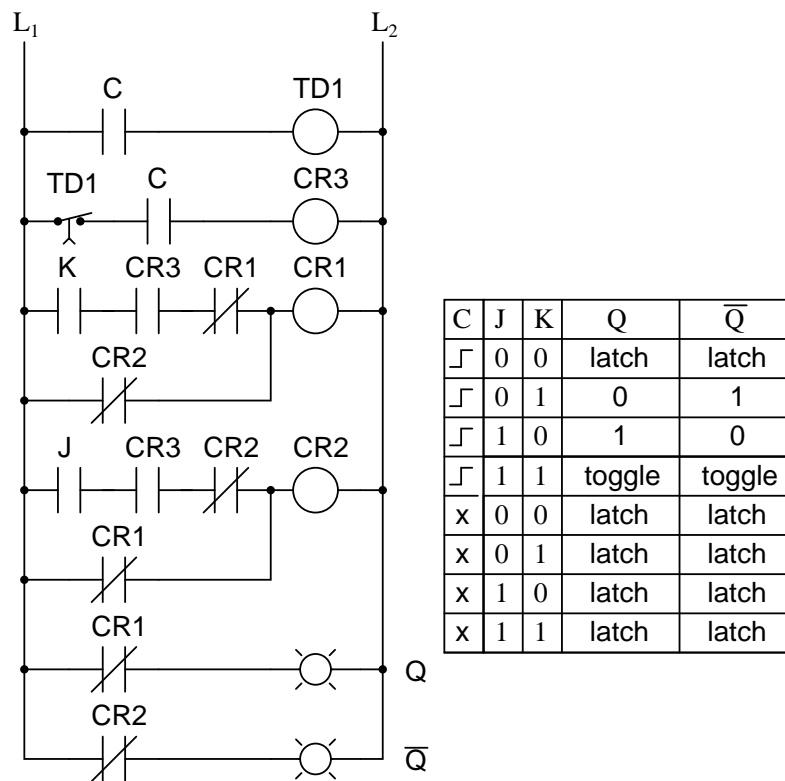 L1 L2
C TD1
TD1 C CR3
K CR3 CR1 CR1
CR2
J CR3 CR2 CR2
CR1
CR1
Q
CR2
Q̅
C J K Q Q̅
0 0 latch latch
0 1 0 1
1 0 1 0
1 1 toggle toggle
x 0 0 latch latch
x 0 1 latch latch
x 1 0 latch latch
x 1 1 latch latch